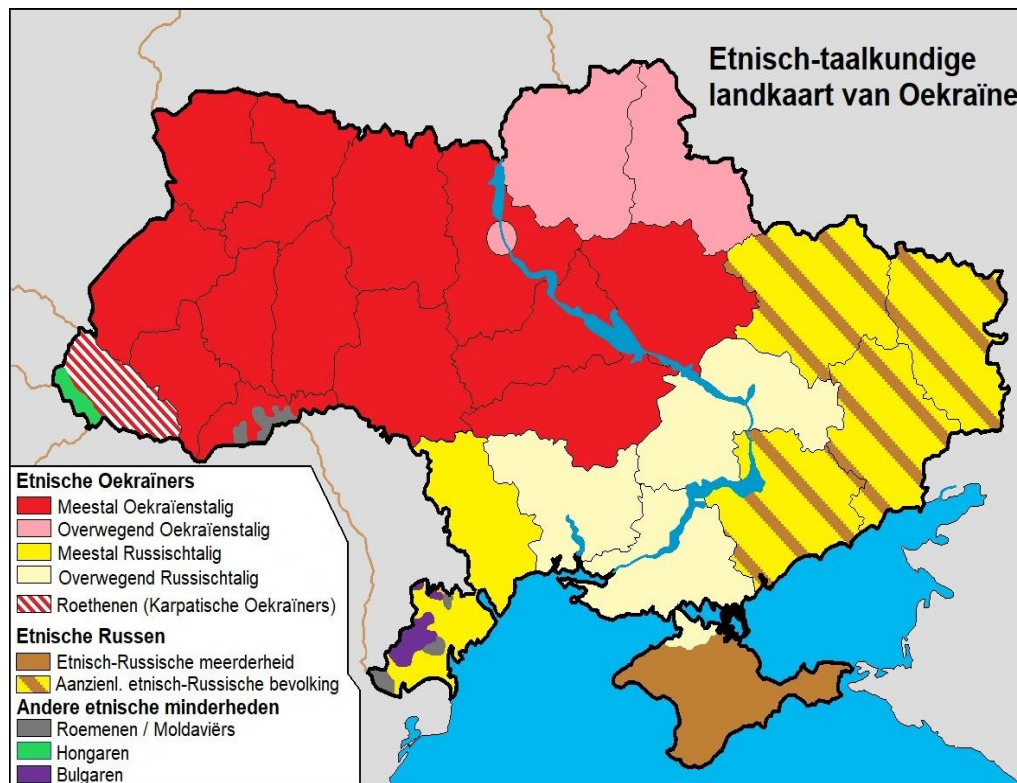 Etnisch-taalkundige
landkaart van Oekraïne
Etnische Oekraïners
Meestal Oekraïenstalig
Overwegend Oekraïenstalig
Meestal Russischtalig
Overwegend Russischtalig
Roethenen (Karpatische Oekraïners)
Etnische Russen
Etnisch-Russische meerderheid
Aanzienl. etnisch-Russische bevolking
Andere etnische minderheden
Roemenen / Moldaviërs
Hongaren
Bulgaren